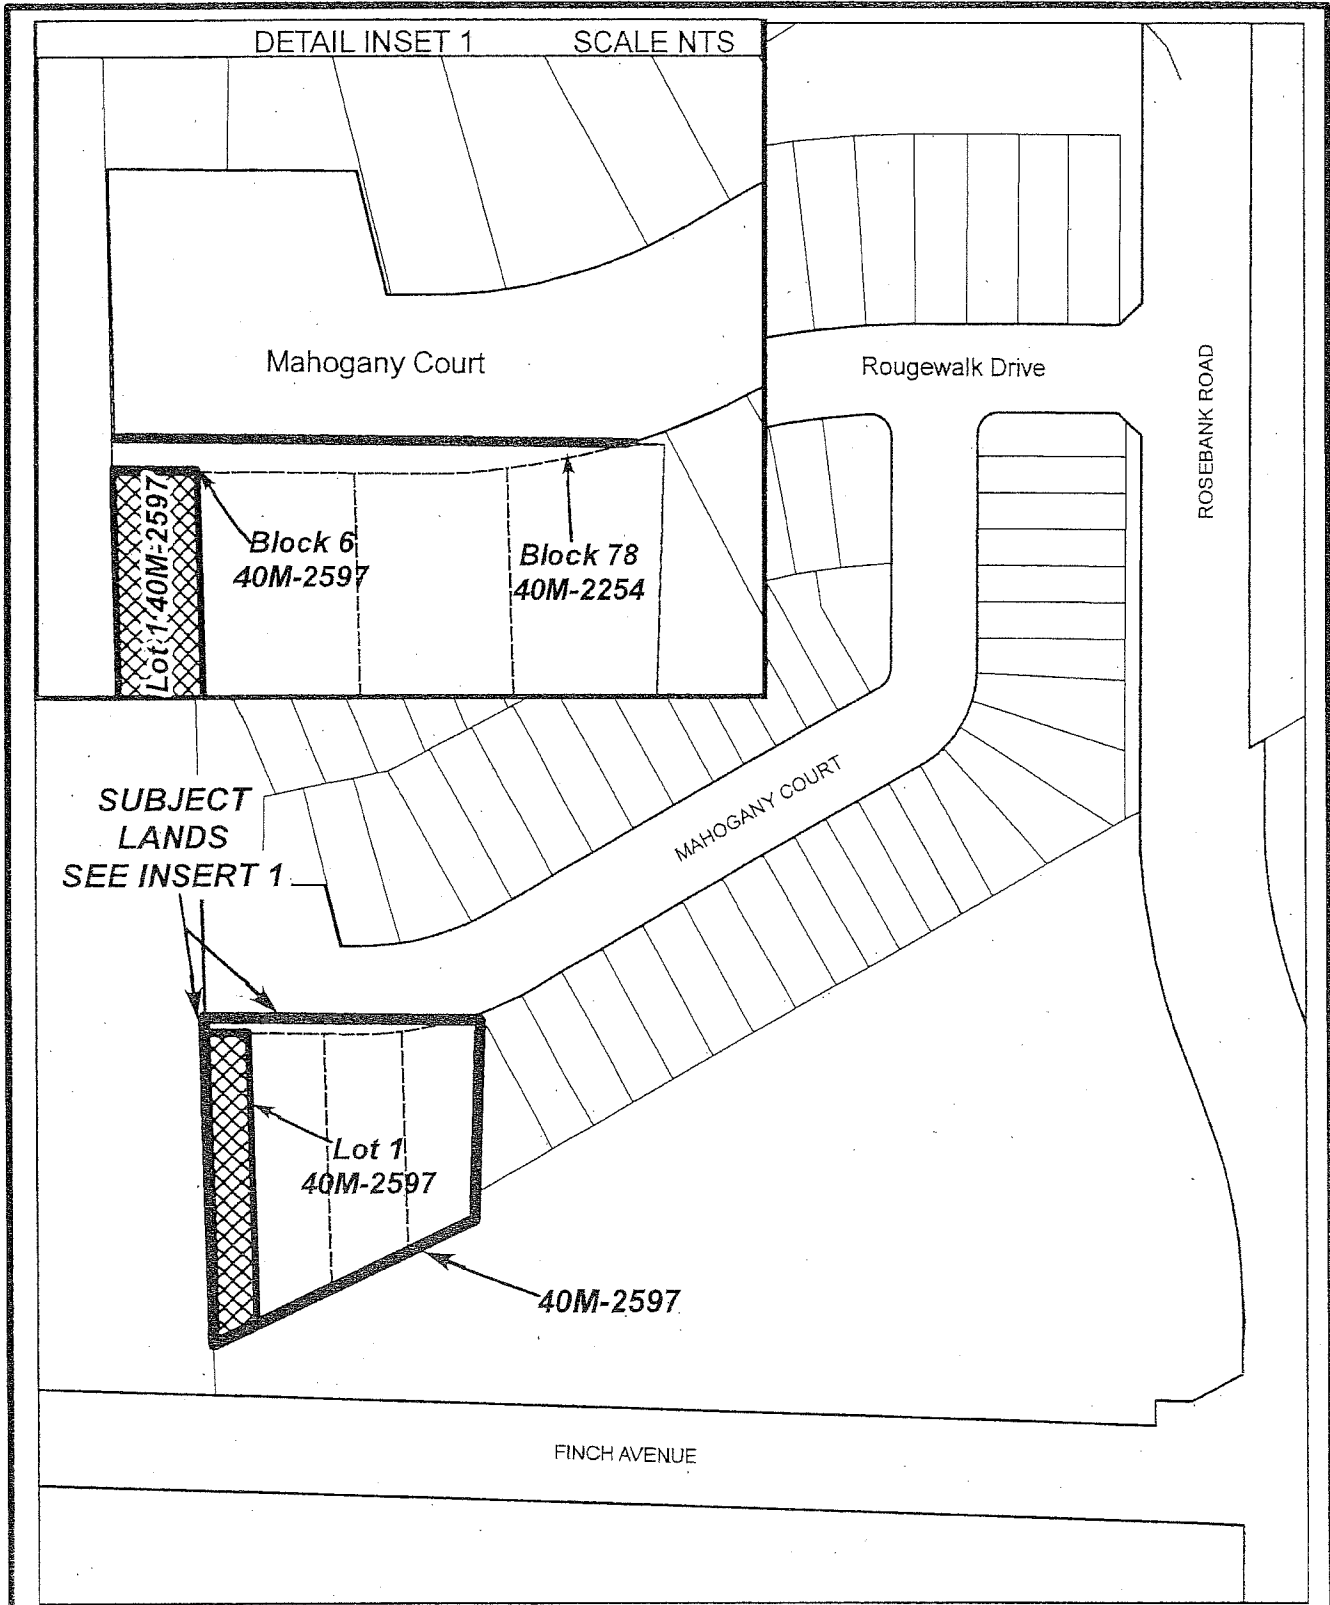 DETAIL INSET 1 SCALE NTS
Mahogany Court
Rougewalk Drive
ROSEBANK ROAD
Block 6
40M-2597
Block 78
40M-2254
Lot 1 40M-2597
SUBJECT
LANDS
SEE INSERT 1
MAHOGANY COURT
Lot 1
40M-2597
40M-2597
FINCH AVENUE